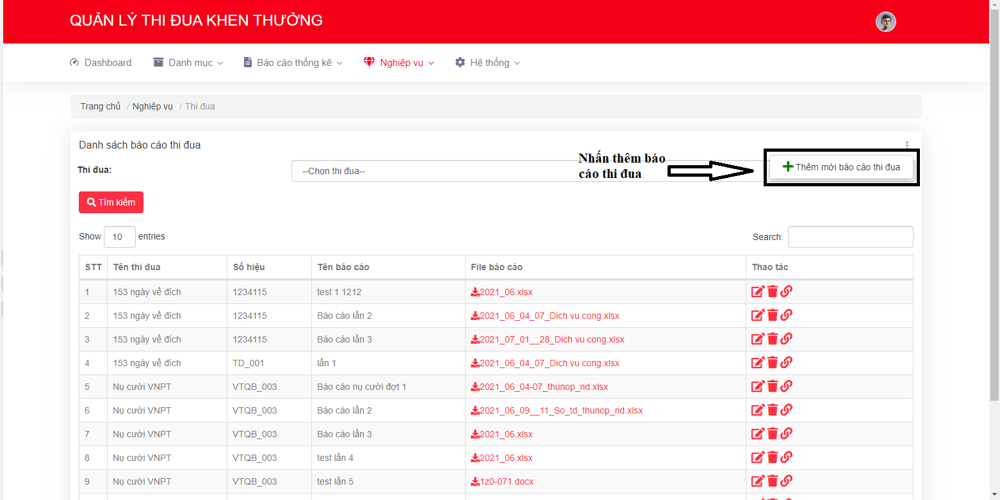 QUẢN LÝ THI ĐUA KHEN THƯỞNG
Dashboard Danh mục Báo cáo thống kê Nghiệp vụ Hệ thống
Trang chủ / Nghiệp vụ / Thi đua
Danh sách báo cáo thi đua
Thi đua: --Chọn thi đua--
Nhấn thêm báo
cáo thi đua
Thêm mới báo cáo thi đua
Tìm kiếm
Show 10 entries Search:
STT Tên thi đua Số hiệu Tên báo cáo File báo cáo Thao tác
1 153 ngày về đích 1234115 test 1 1212 2021_06.xlsx
2 153 ngày về đích 1234115 Báo cáo lần 2 2021_06_04_07_Dich vu cong.xlsx
3 153 ngày về đích 1234115 Báo cáo lần 3 2021_07_01__28_Dich vu cong.xlsx
4 153 ngày về đích TD_001 lần 1 2021_06_04_07_Dich vu cong.xlsx
5 Nụ cười VNPT VTQB_003 Báo cáo nụ cười đợt 1 2021_06_04-07_thunop_nd.xlsx
6 Nụ cười VNPT VTQB_003 Báo cáo lần 2 2021_06_09__11_So_td_thunop_nd.xlsx
7 Nụ cười VNPT VTQB_003 Báo cáo lần 3 2021_06.xlsx
8 Nụ cười VNPT VTQB_003 test lần 4 2021_06.xlsx
9 Nụ cười VNPT VTQB_003 test lần 5 1z0-071.docx